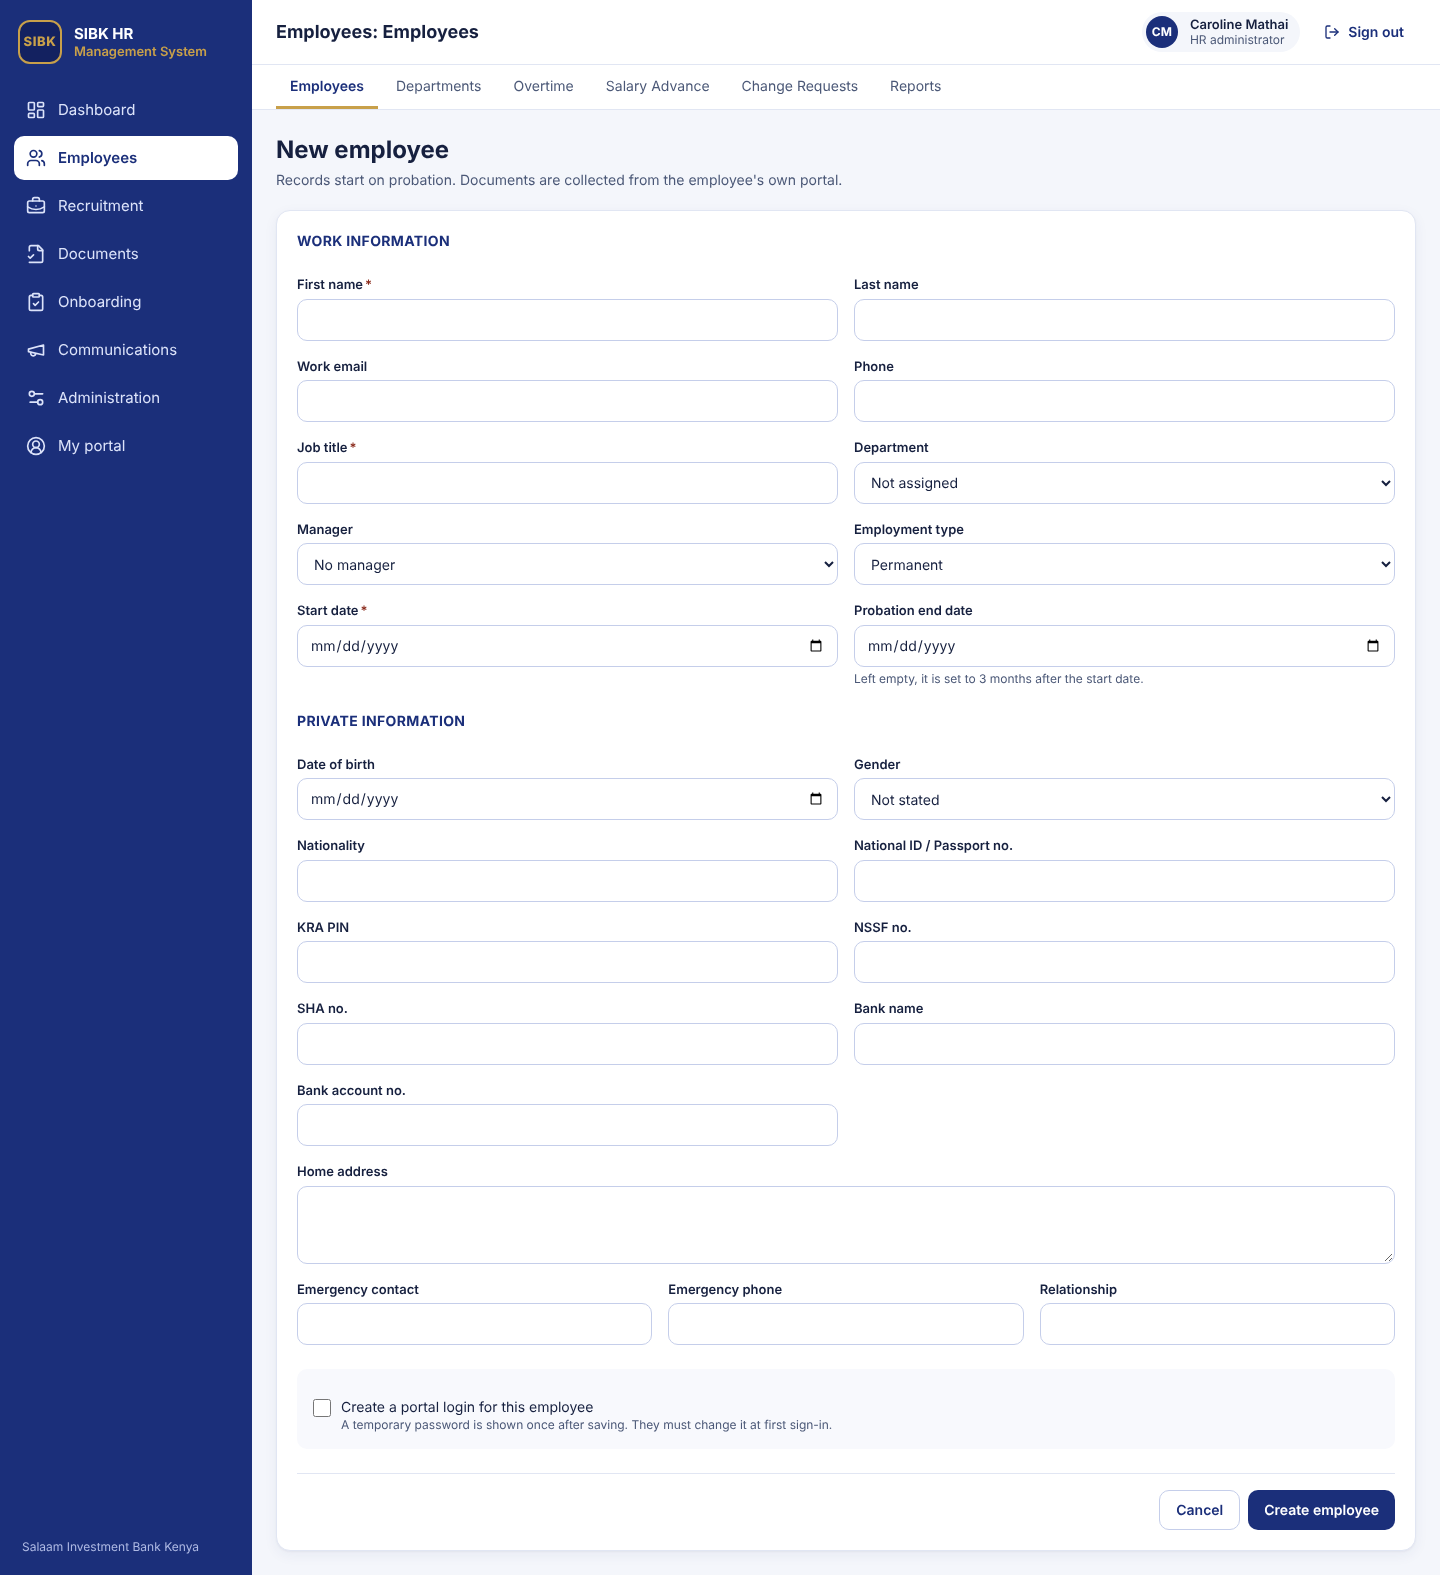 SIBK
SIBK HR
Management System
Dashboard
Employees
Recruitment
Documents
Onboarding
Communications
Administration
My portal
Salaam Investment Bank Kenya
Employees: Employees
CM
Caroline Mathai
HR administrator
Sign out
Employees Departments Overtime Salary Advance Change Requests Reports
New employee
Records start on probation. Documents are collected from the employee's own portal.
WORK INFORMATION
First name * Last name
Work email Phone
Job title * Department
Not assigned
Manager Employment type
No manager Permanent
Start date * Probation end date
mm/dd/yyyy mm/dd/yyyy
Left empty, it is set to 3 months after the start date.
PRIVATE INFORMATION
Date of birth Gender
mm/dd/yyyy Not stated
Nationality National ID / Passport no.
KRA PIN NSSF no.
SHA no. Bank name
Bank account no.
Home address
Emergency contact Emergency phone Relationship
Create a portal login for this employee
A temporary password is shown once after saving. They must change it at first sign-in.
Cancel Create employee